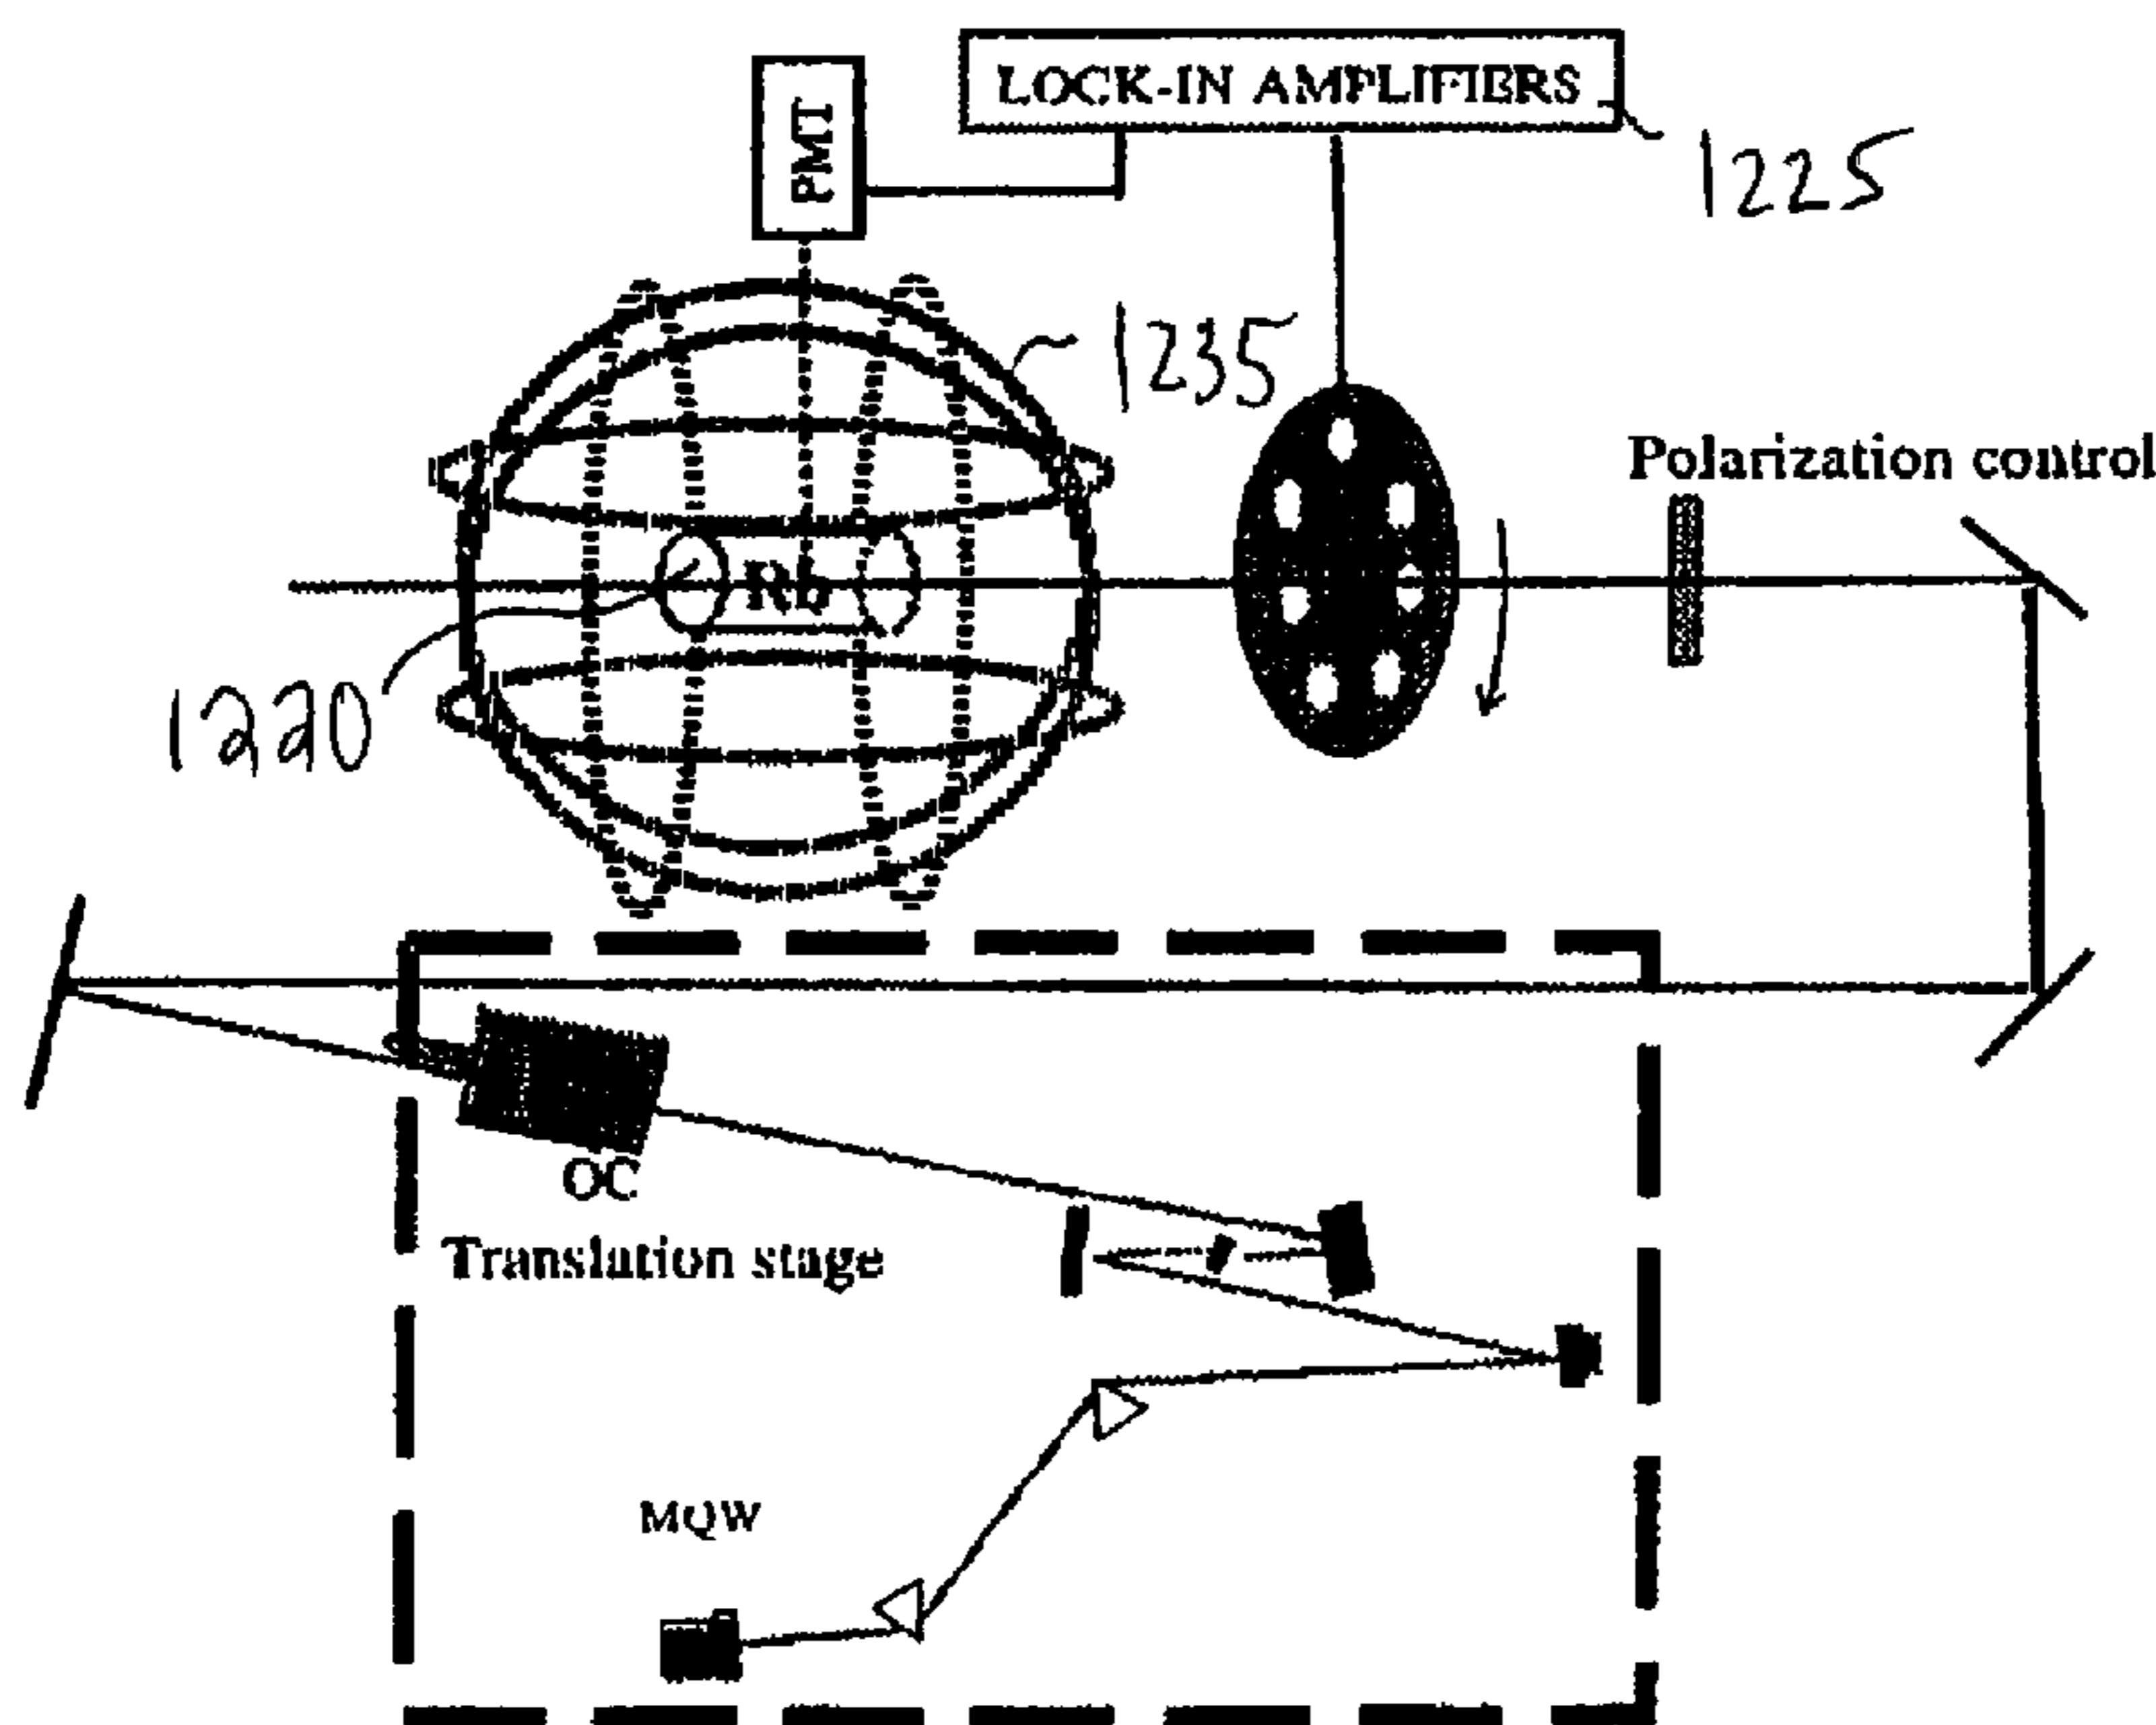 LOCK-IN AMPLIFIERS
PMT
1225
1235
Polarization control
Rb
1220
OC
Translation stage
MQW